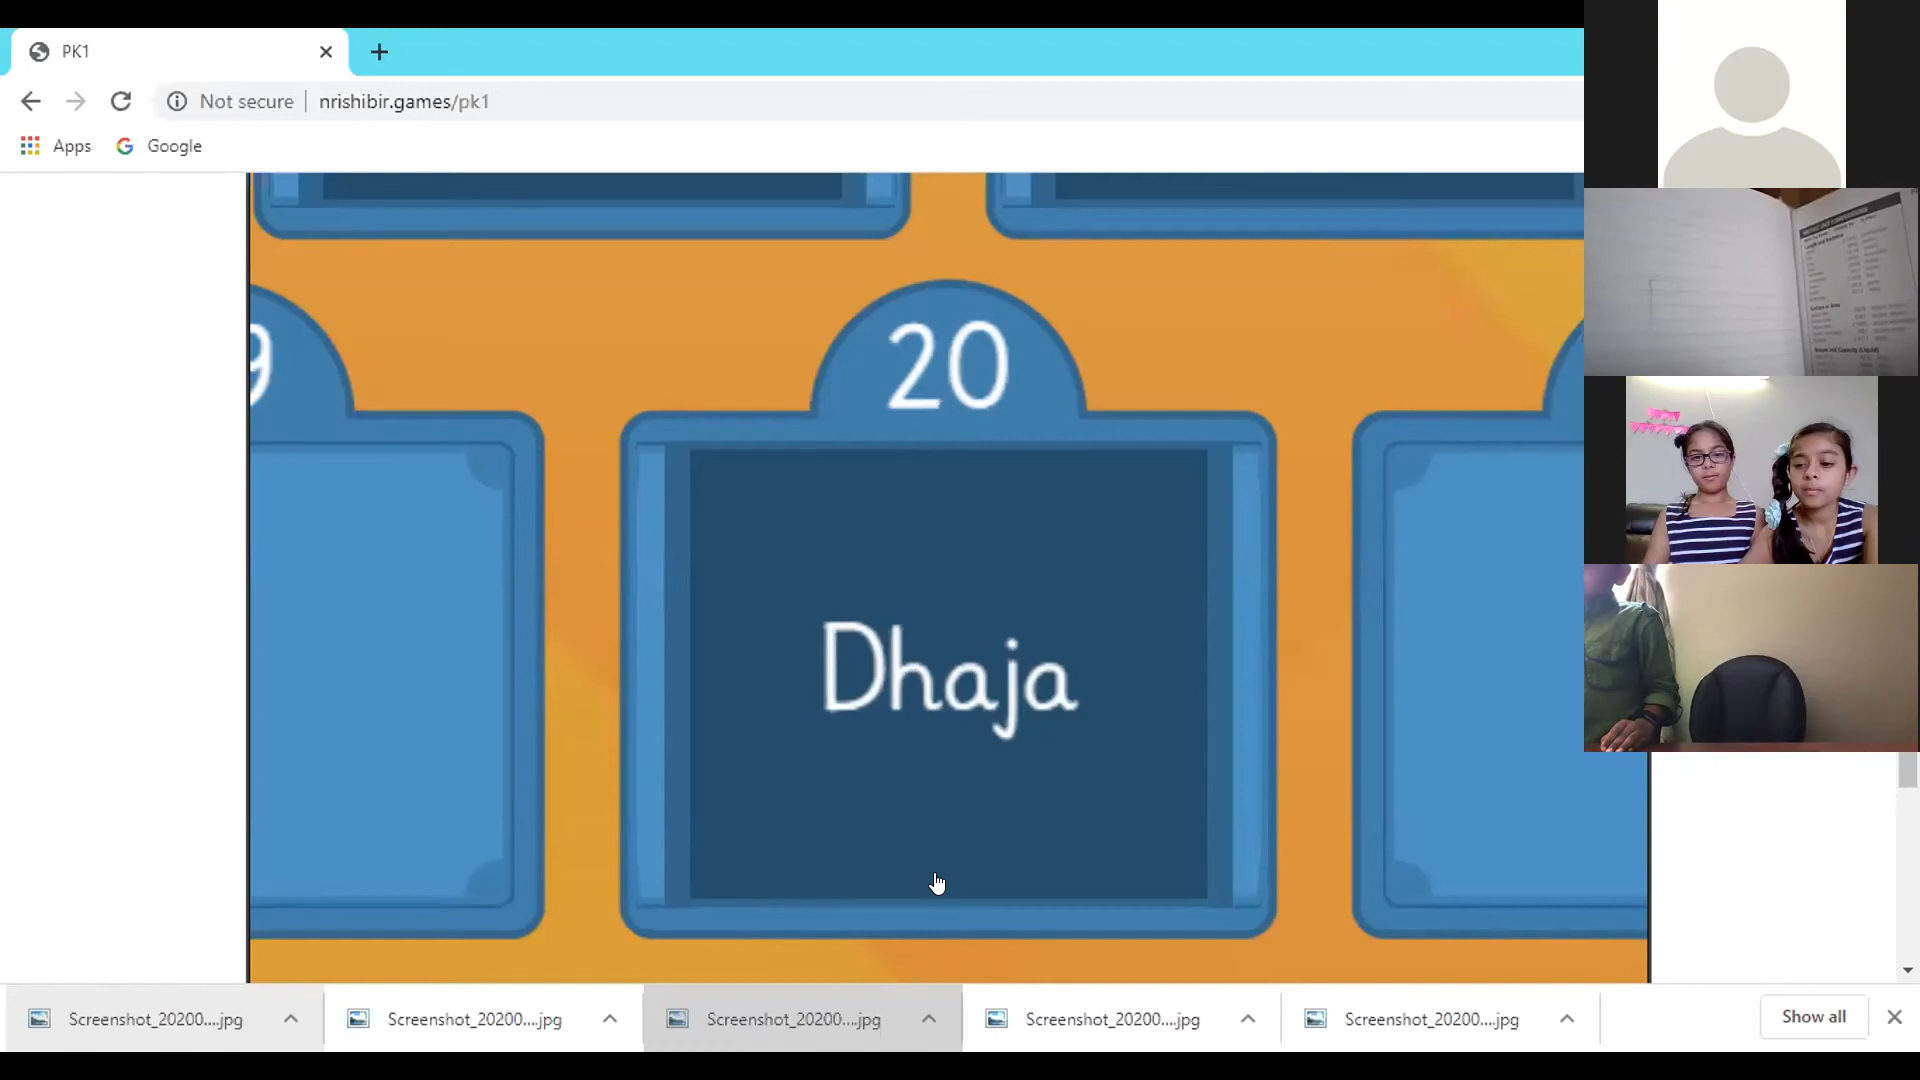 PK1
Not secure nrishibir.games/pk1
Apps Google
9
20
Dhaja
Screenshot_20200....jpg Screenshot_20200....jpg Screenshot_20200....jpg Screenshot_20200....jpg Screenshot_20200....jpg Show all